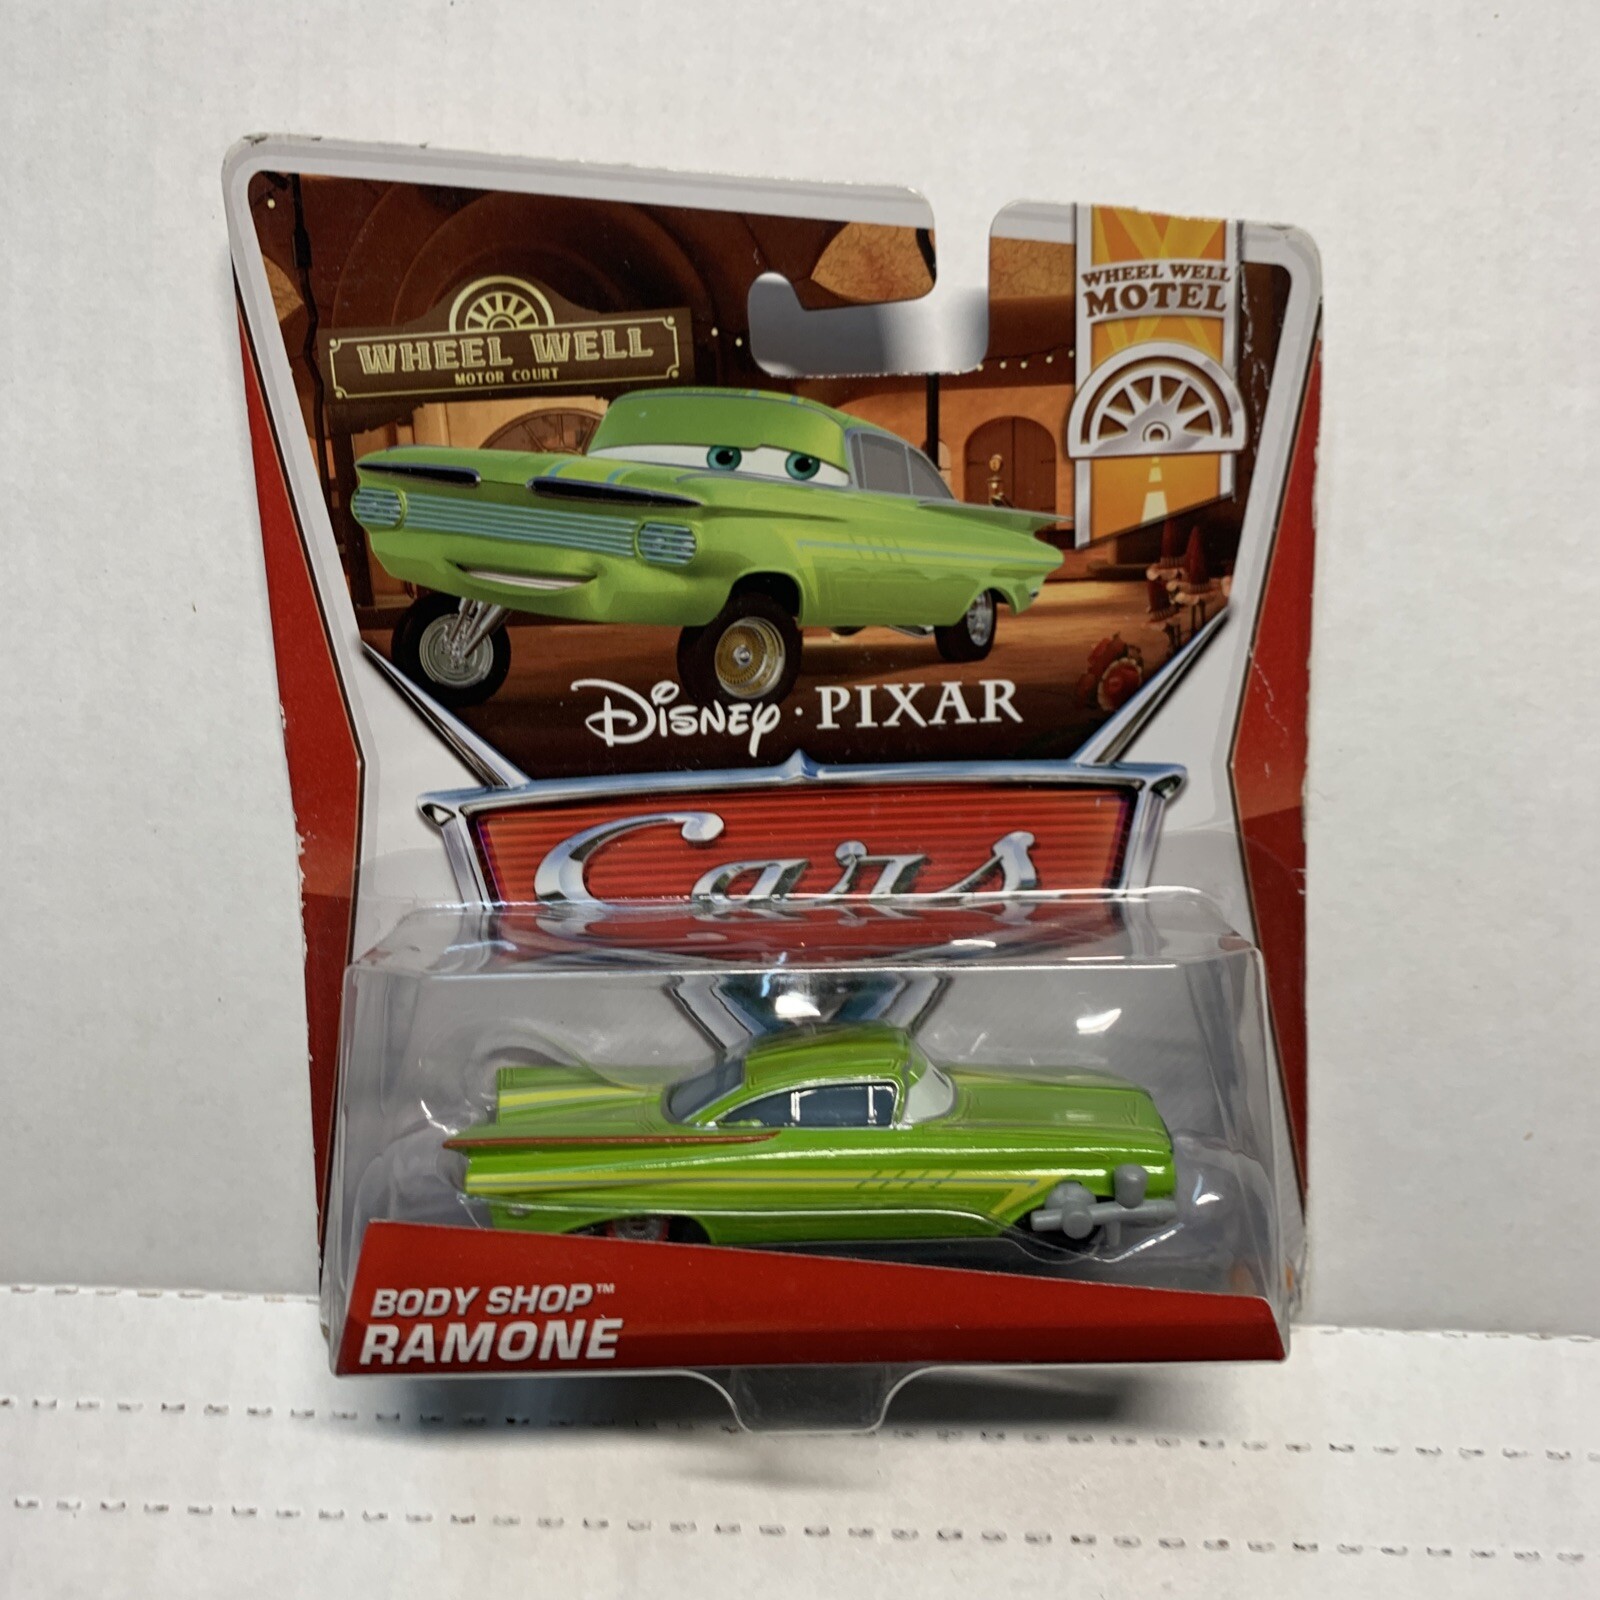 WHEEL WELL
MOTOR COURT
WHEEL WELL
MOTEL
DISNEY · PIXAR
Cars
BODY SHOP™
RAMONE